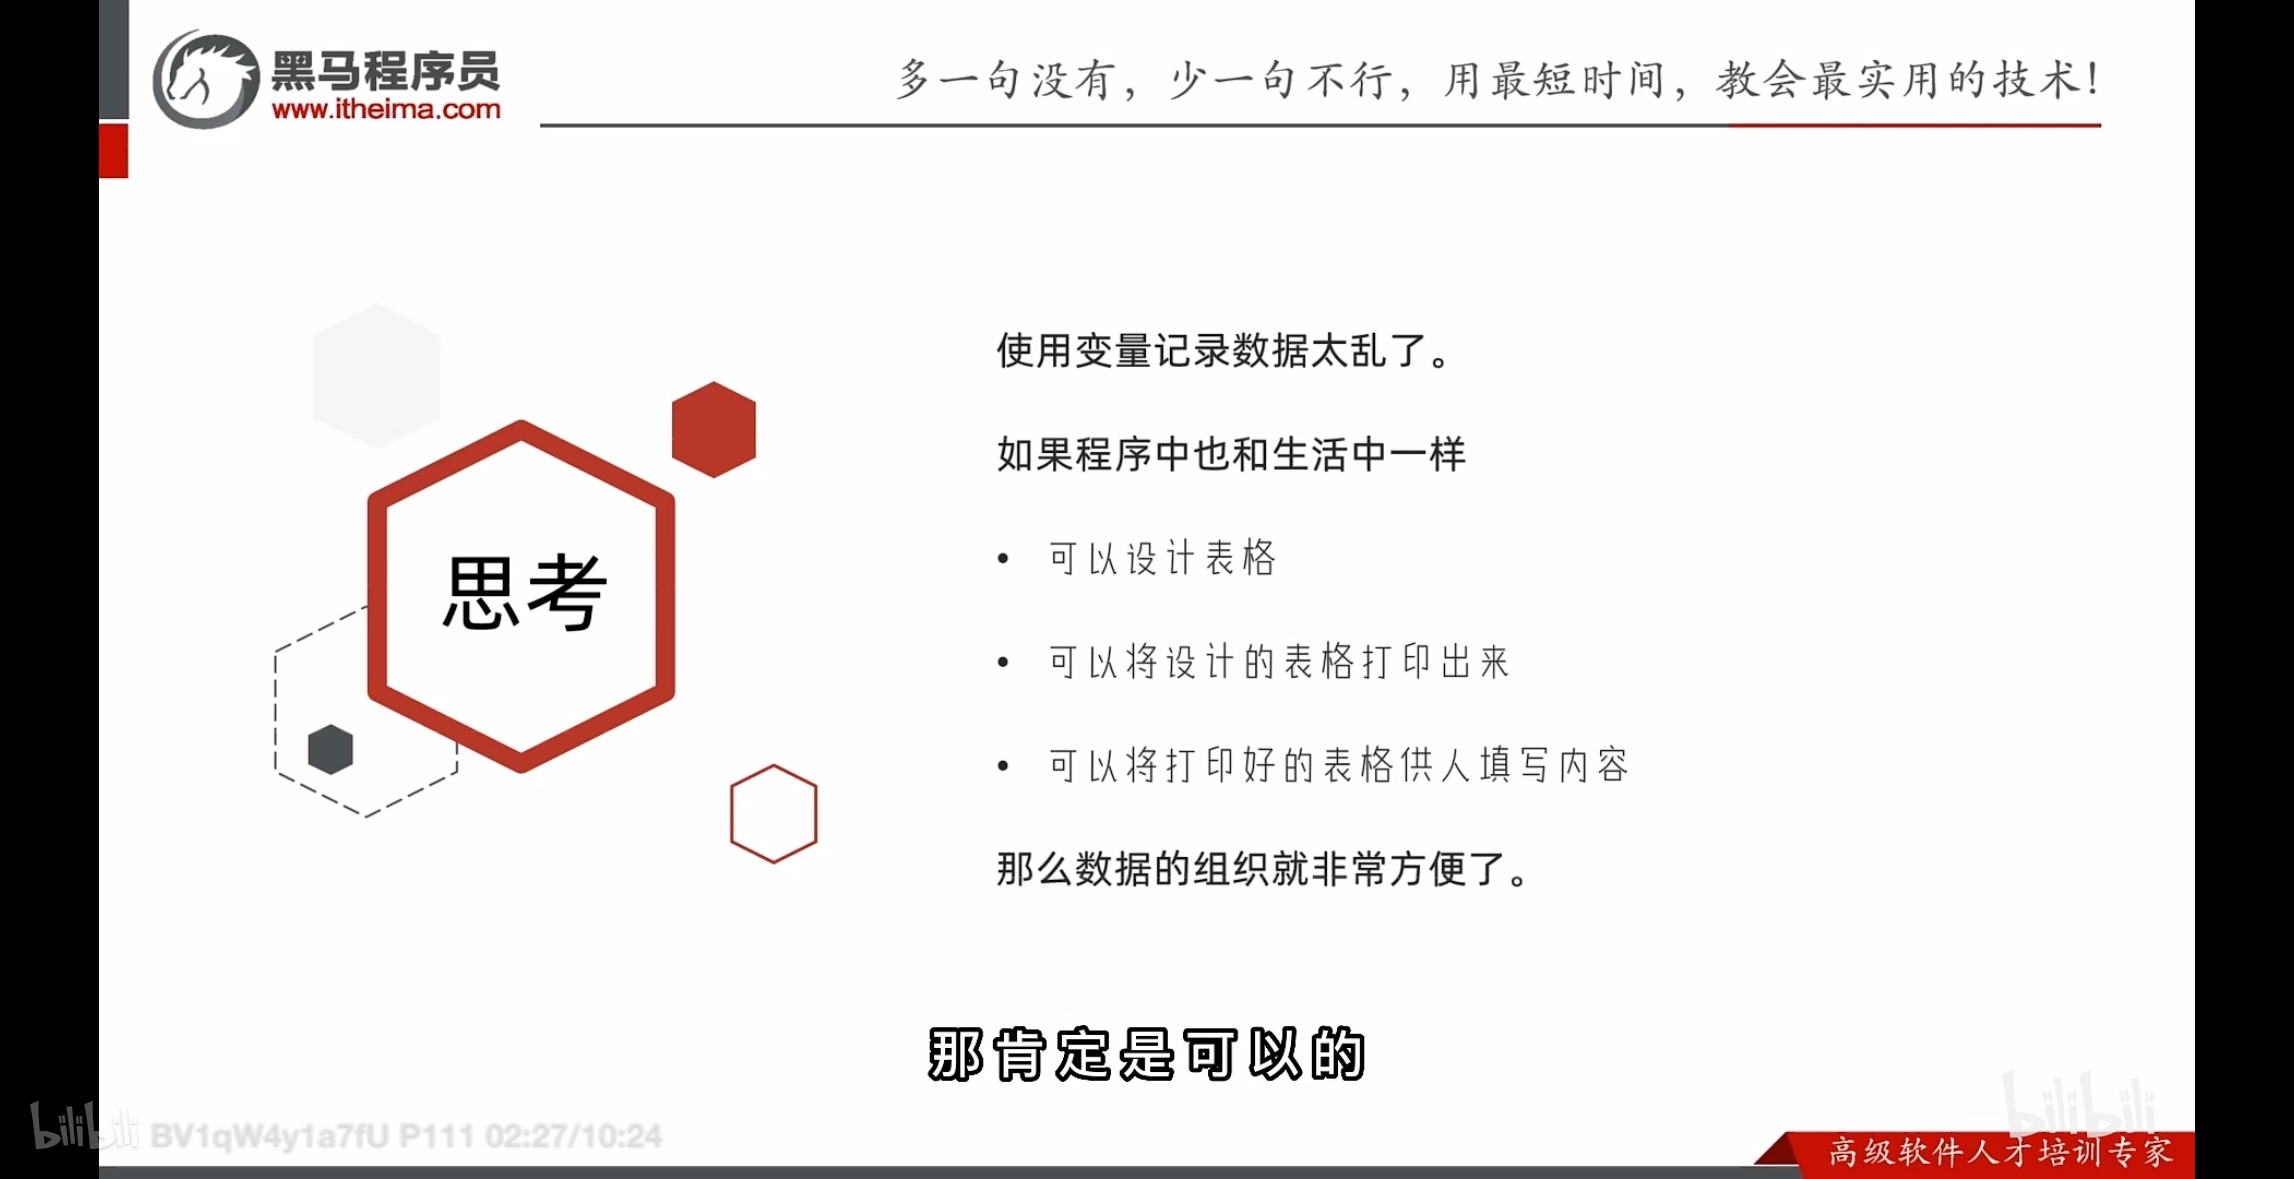 黑马程序员
www.itheima.com
多一句没有，少一句不行，用最短时间，教会最实用的技术！
思考
使用变量记录数据太乱了。
如果程序中也和生活中一样
• 可以设计表格
• 可以将设计的表格打印出来
• 可以将打印好的表格供人填写内容
那么数据的组织就非常方便了。
那肯定是可以的
bilibili BV1qW4y1a7fU P111 02:27/10:24
bilibili
高级软件人才培训专家